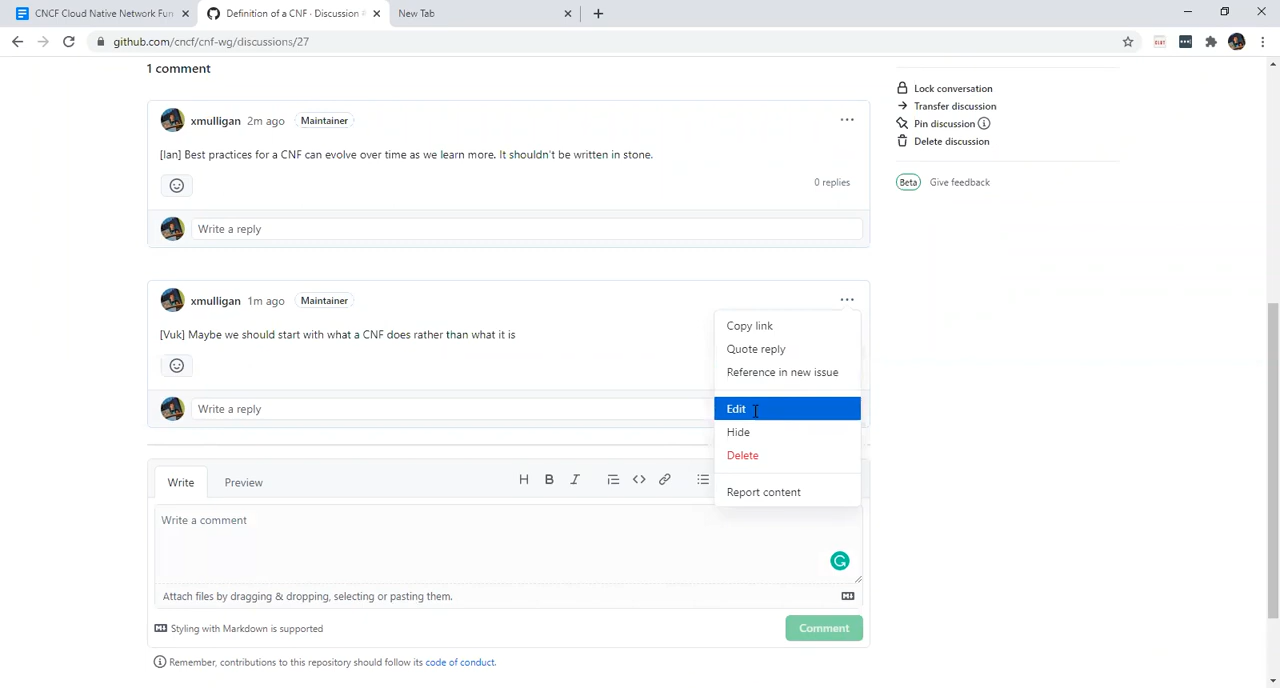 CNCF Cloud Native Network Fun
Definition of a CNF · Discussion
New Tab
github.com/cncf/cnf-wg/discussions/27
1 comment
xmulligan 2m ago Maintainer
[Ian] Best practices for a CNF can evolve over time as we learn more. It shouldn't be written in stone.
0 replies
Write a reply
xmulligan 1m ago Maintainer
[Vuk] Maybe we should start with what a CNF does rather than what it is
Write a reply
Copy link
Quote reply
Reference in new issue
Edit
Hide
Delete
Report content
Write Preview
H B I
Write a comment
Attach files by dragging & dropping, selecting or pasting them.
Styling with Markdown is supported
Comment
Remember, contributions to this repository should follow its code of conduct.
Lock conversation
Transfer discussion
Pin discussion
Delete discussion
Beta Give feedback